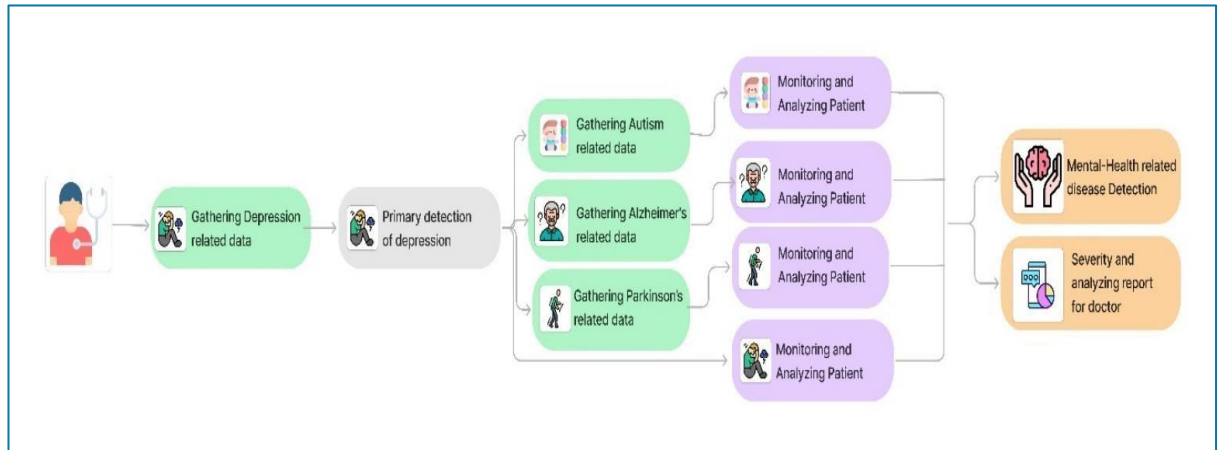 Gathering Depression
related data
Primary detection
of depression
Gathering Autism
related data
Gathering Alzheimer's
related data
Gathering Parkinson's
related data
Monitoring and
Analyzing Patient
Monitoring and
Analyzing Patient
Monitoring and
Analyzing Patient
Monitoring and
Analyzing Patient
Mental-Health related
disease Detection
Severity and
analyzing report
for doctor